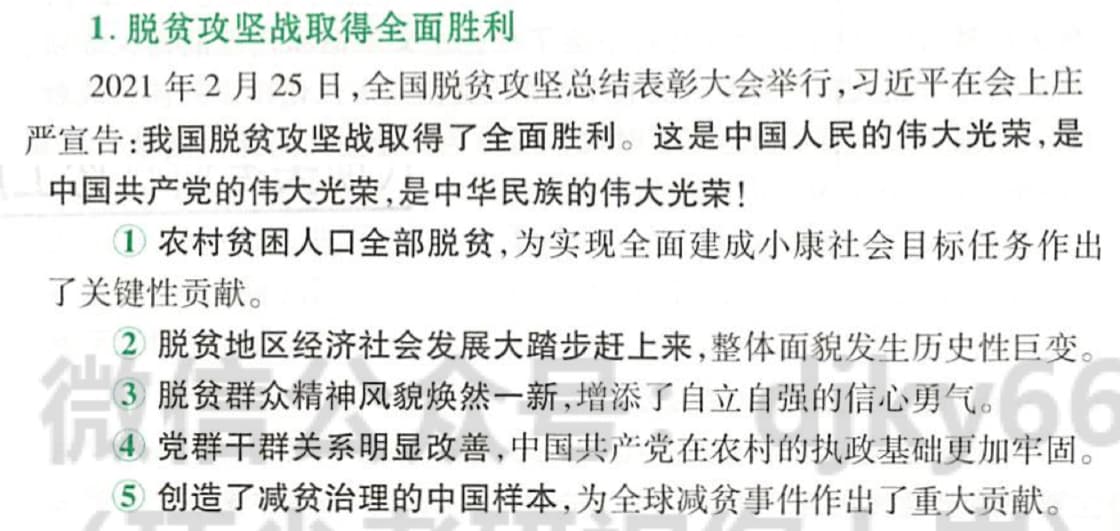 1. 脱贫攻坚战取得全面胜利
2021 年 2 月 25 日,全国脱贫攻坚总结表彰大会举行,习近平在会上庄
严宣告:我国脱贫攻坚战取得了全面胜利。这是中国人民的伟大光荣,是
中国共产党的伟大光荣,是中华民族的伟大光荣!
① 农村贫困人口全部脱贫,为实现全面建成小康社会目标任务作出
了关键性贡献。
② 脱贫地区经济社会发展大踏步赶上来,整体面貌发生历史性巨变。
③ 脱贫群众精神风貌焕然一新,增添了自立自强的信心勇气。
④ 党群干群关系明显改善,中国共产党在农村的执政基础更加牢固。
⑤ 创造了减贫治理的中国样本,为全球减贫事件作出了重大贡献。
微信公众号: djky66